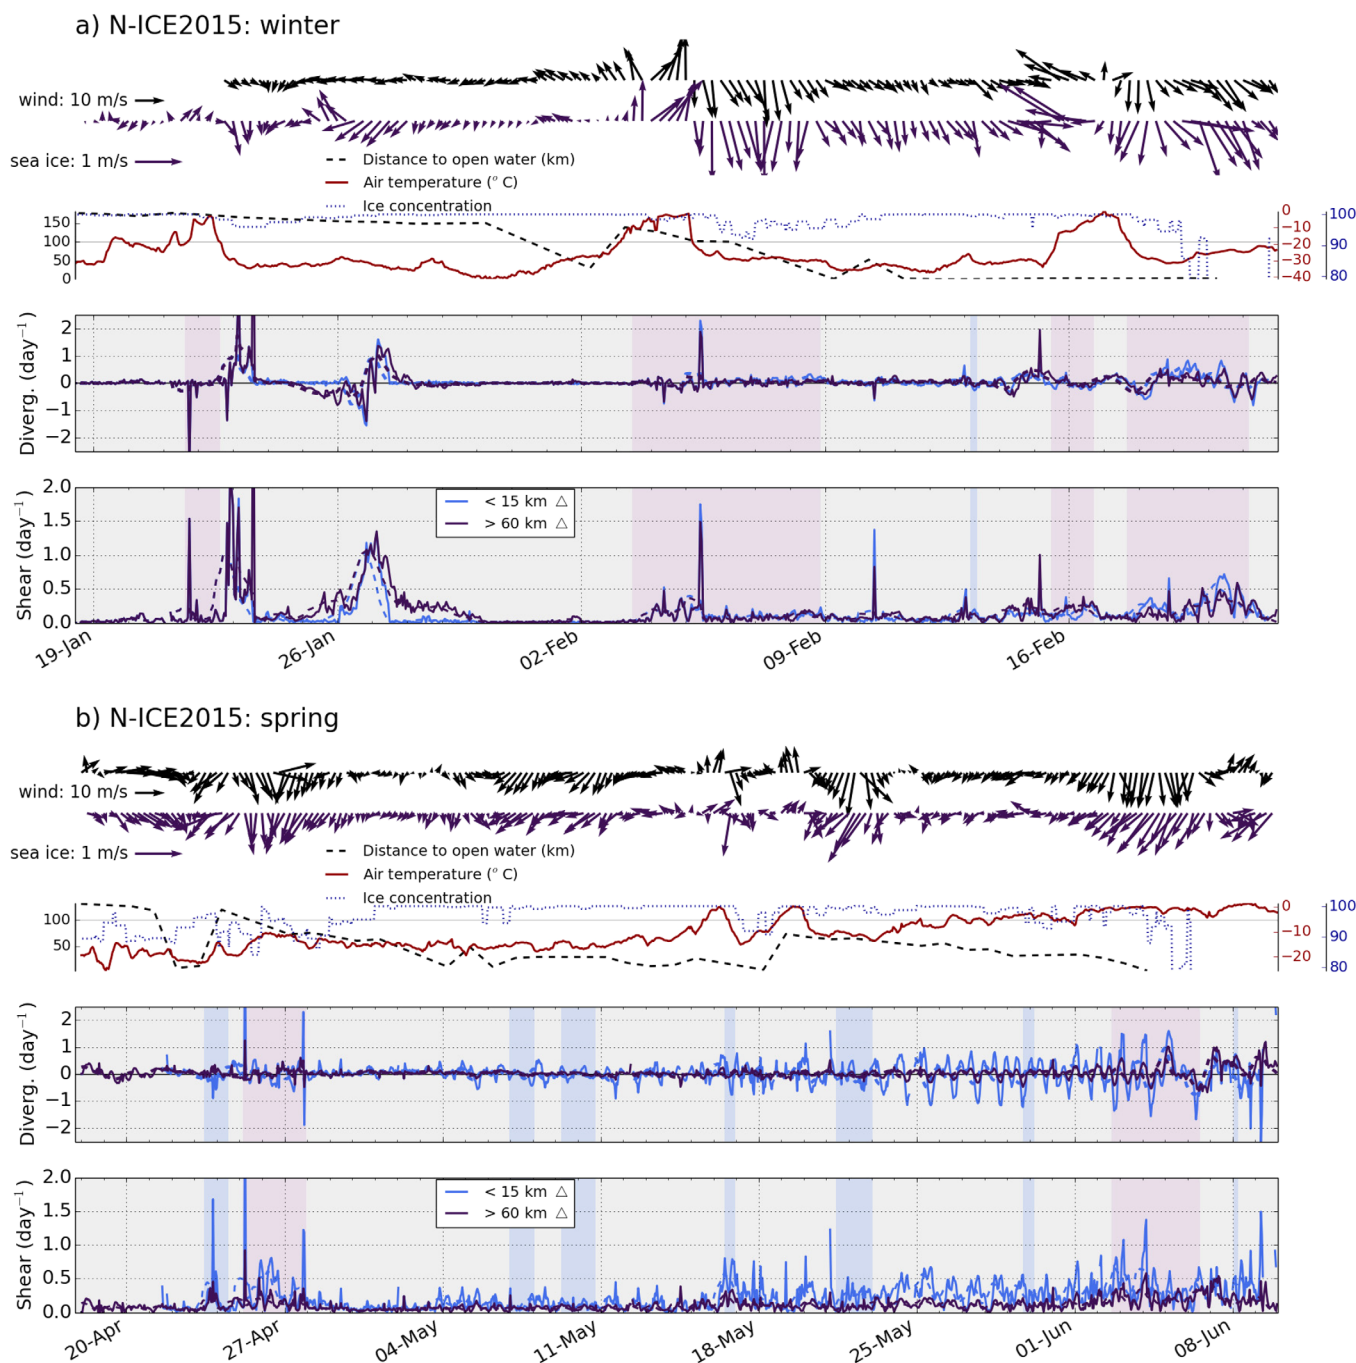 a) N-ICE2015: winter
wind: 10 m/s
sea ice: 1 m/s
Distance to open water (km)
Air temperature (° C)
Ice concentration
150
100
50
0
0
−10
−20
−30
−40
100
90
80
Diverg. (day⁻¹)
2
1
0
−1
−2
Shear (day⁻¹)
2.0
1.5
1.0
0.5
0.0
< 15 km △
> 60 km △
19-Jan
26-Jan
02-Feb
09-Feb
16-Feb
b) N-ICE2015: spring
wind: 10 m/s
sea ice: 1 m/s
Distance to open water (km)
Air temperature (° C)
Ice concentration
100
50
0
−10
−20
100
90
80
Diverg. (day⁻¹)
2
1
0
−1
−2
Shear (day⁻¹)
2.0
1.5
1.0
0.5
0.0
< 15 km △
> 60 km △
20-Apr
27-Apr
04-May
11-May
18-May
25-May
01-Jun
08-Jun